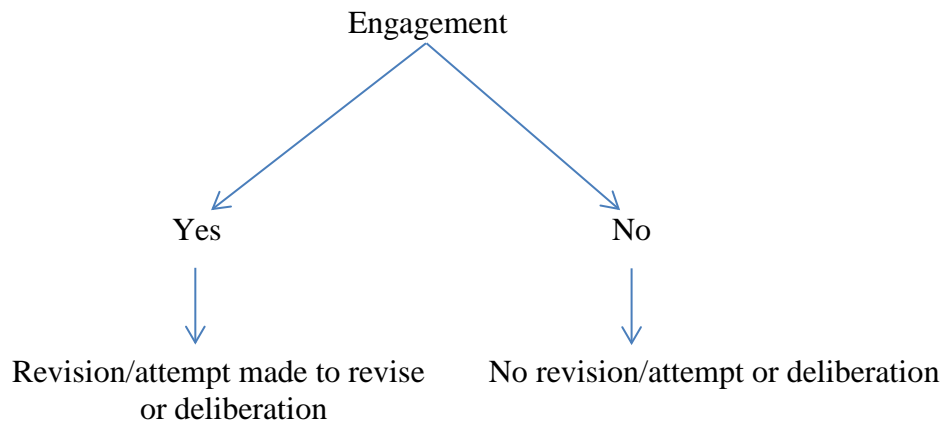 Engagement
Yes
No
Revision/attempt made to revise
or deliberation
No revision/attempt or deliberation